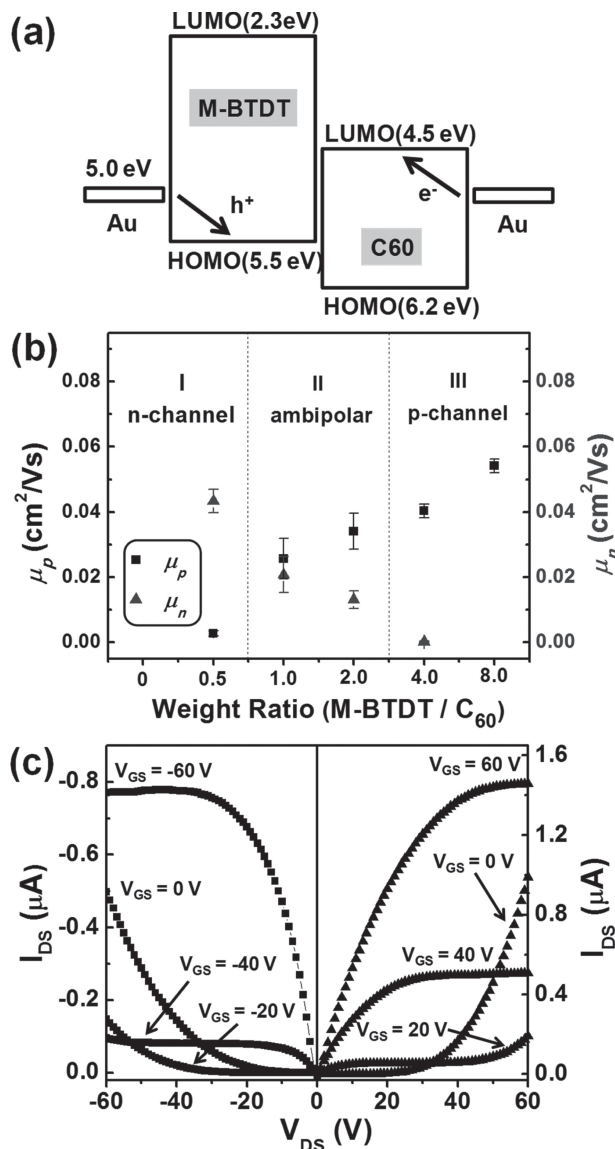 (a)
LUMO(2.3eV)
M-BTDT
LUMO(4.5 eV)
5.0 eV
h+
e-
Au
Au
C60
HOMO(5.5 eV)
HOMO(6.2 eV)
(b)
I
II
III
n-channel
ambipolar
p-channel
0.08
0.06
0.04
0.02
0.00
μp (cm2/Vs)
μp
μn
0.08
0.06
0.04
0.02
0.00
μp (cm2/Vs)
0
0.5
1.0
2.0
4.0
8.0
Weight Ratio (M-BTDT / C60)
(c)
VGS = -60 V
VGS = 0 V
VGS = -40 V
VGS = -20 V
VGS = 60 V
VGS = 0 V
VGS = 40 V
VGS = 20 V
-0.8
-0.6
-0.4
-0.2
0.0
IDS (μA)
1.6
1.4
0.9
0.5
0.0
IDS (μA)
-60
-40
-20
0
20
40
60
VDS (V)